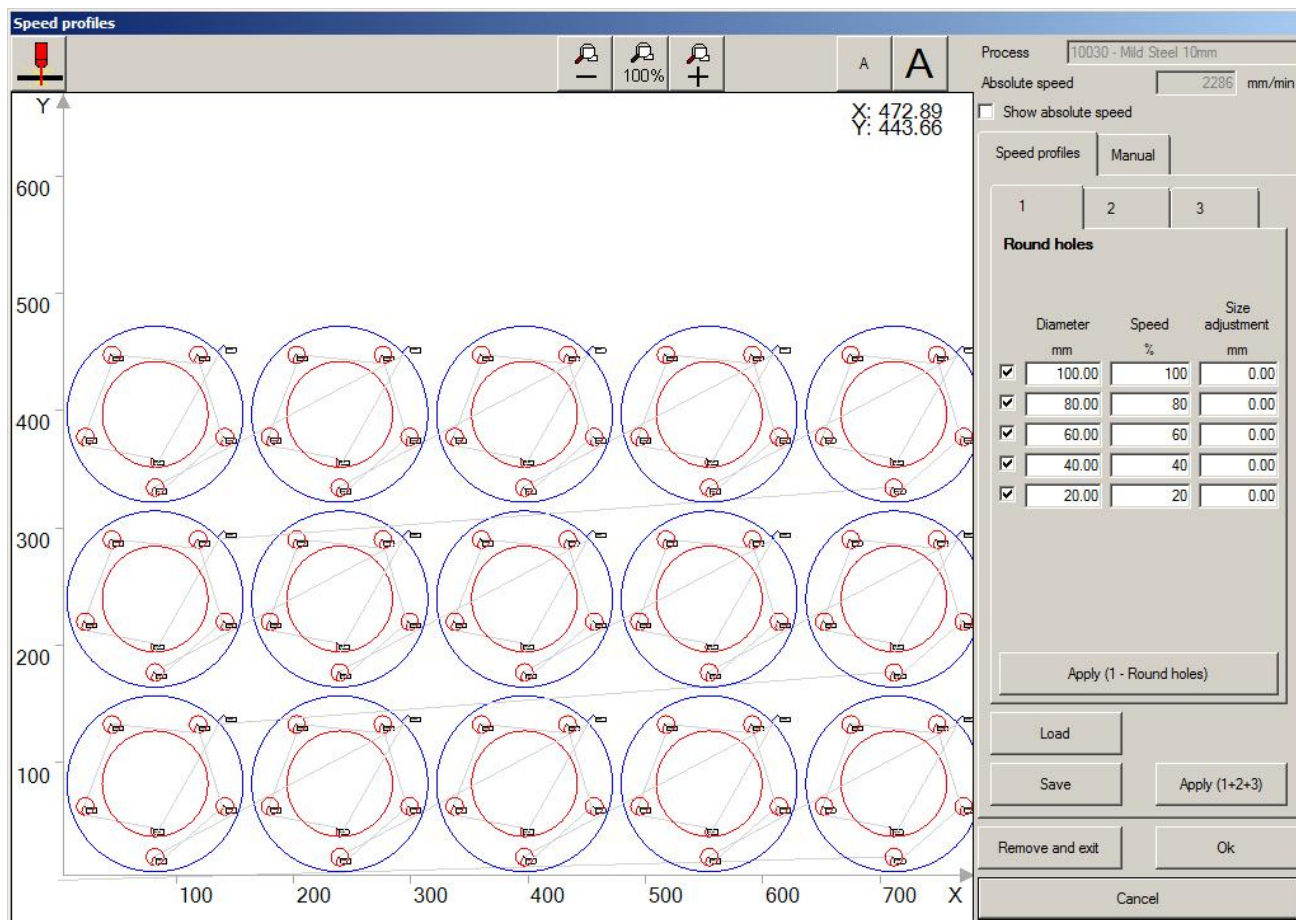 Speed profiles
100%
A
A
Process
10030 - Mild Steel 10mm
Absolute speed
2286 mm/min
Show absolute speed
Speed profiles
Manual
1
2
3
Round holes
Diameter Speed Size adjustment
mm % mm
100.00 100 0.00
80.00 80 0.00
60.00 60 0.00
40.00 40 0.00
20.00 20 0.00
Apply (1 - Round holes)
Load
Save
Apply (1+2+3)
Remove and exit
Ok
Cancel
Y
X: 472.89
Y: 443.66
600
500
400
300
200
100
100 200 300 400 500 600 700 X